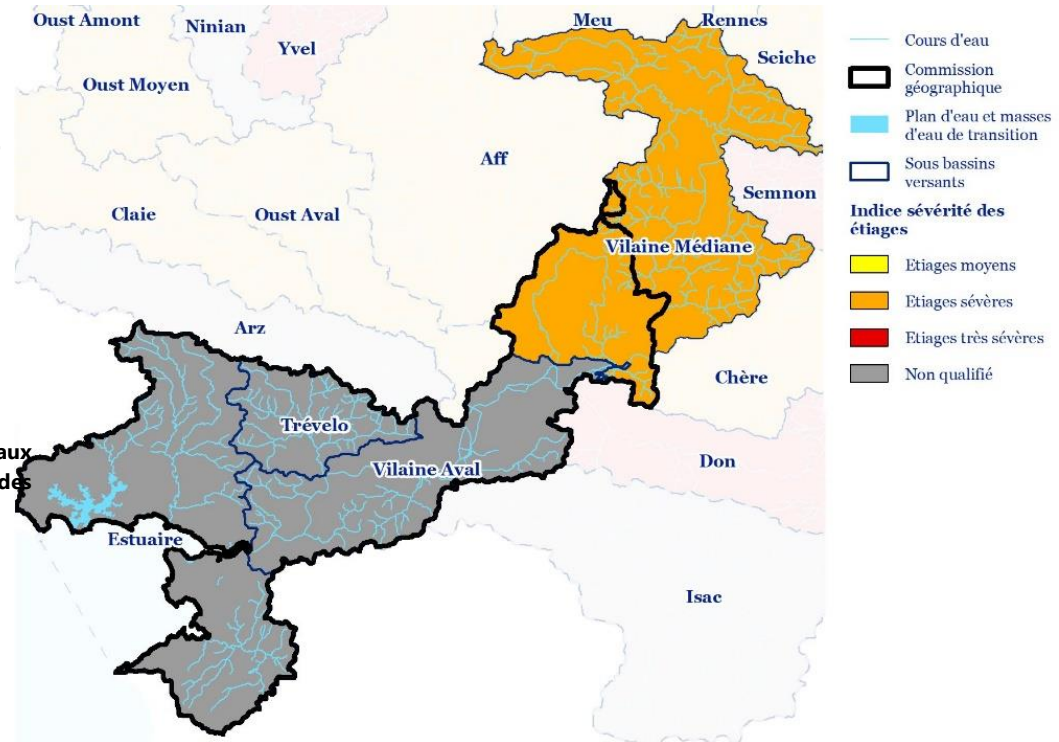 Oust Amont
Ninian
Yvel
Meu
Rennes
Seiche
Oust Moyen
Aff
Semnon
Claie
Oust Aval
Vilaine Médiane
Arz
Chère
Trévelo
Vilaine Aval
Don
aux
des
Estuaire
Isac
Cours d'eau
Commission
géographique
Plan d'eau et masses
d'eau de transition
Sous bassins
versants
Indice sévérité des
étiages
Etiages moyens
Etiages sévères
Etiages très sévères
Non qualifié